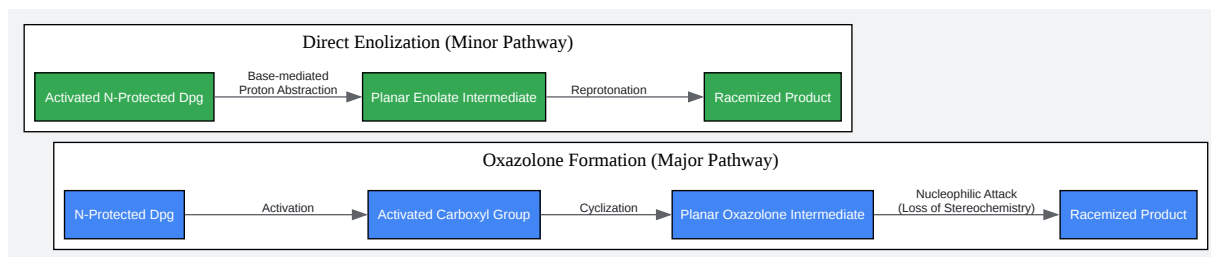 Direct Enolization (Minor Pathway)
Activated N-Protected Dpg
Base-mediated
Proton Abstraction
Planar Enolate Intermediate
Reprotonation
Racemized Product
Oxazolone Formation (Major Pathway)
N-Protected Dpg
Activation
Activated Carboxyl Group
Cyclization
Planar Oxazolone Intermediate
Nucleophilic Attack
(Loss of Stereochemistry)
Racemized Product